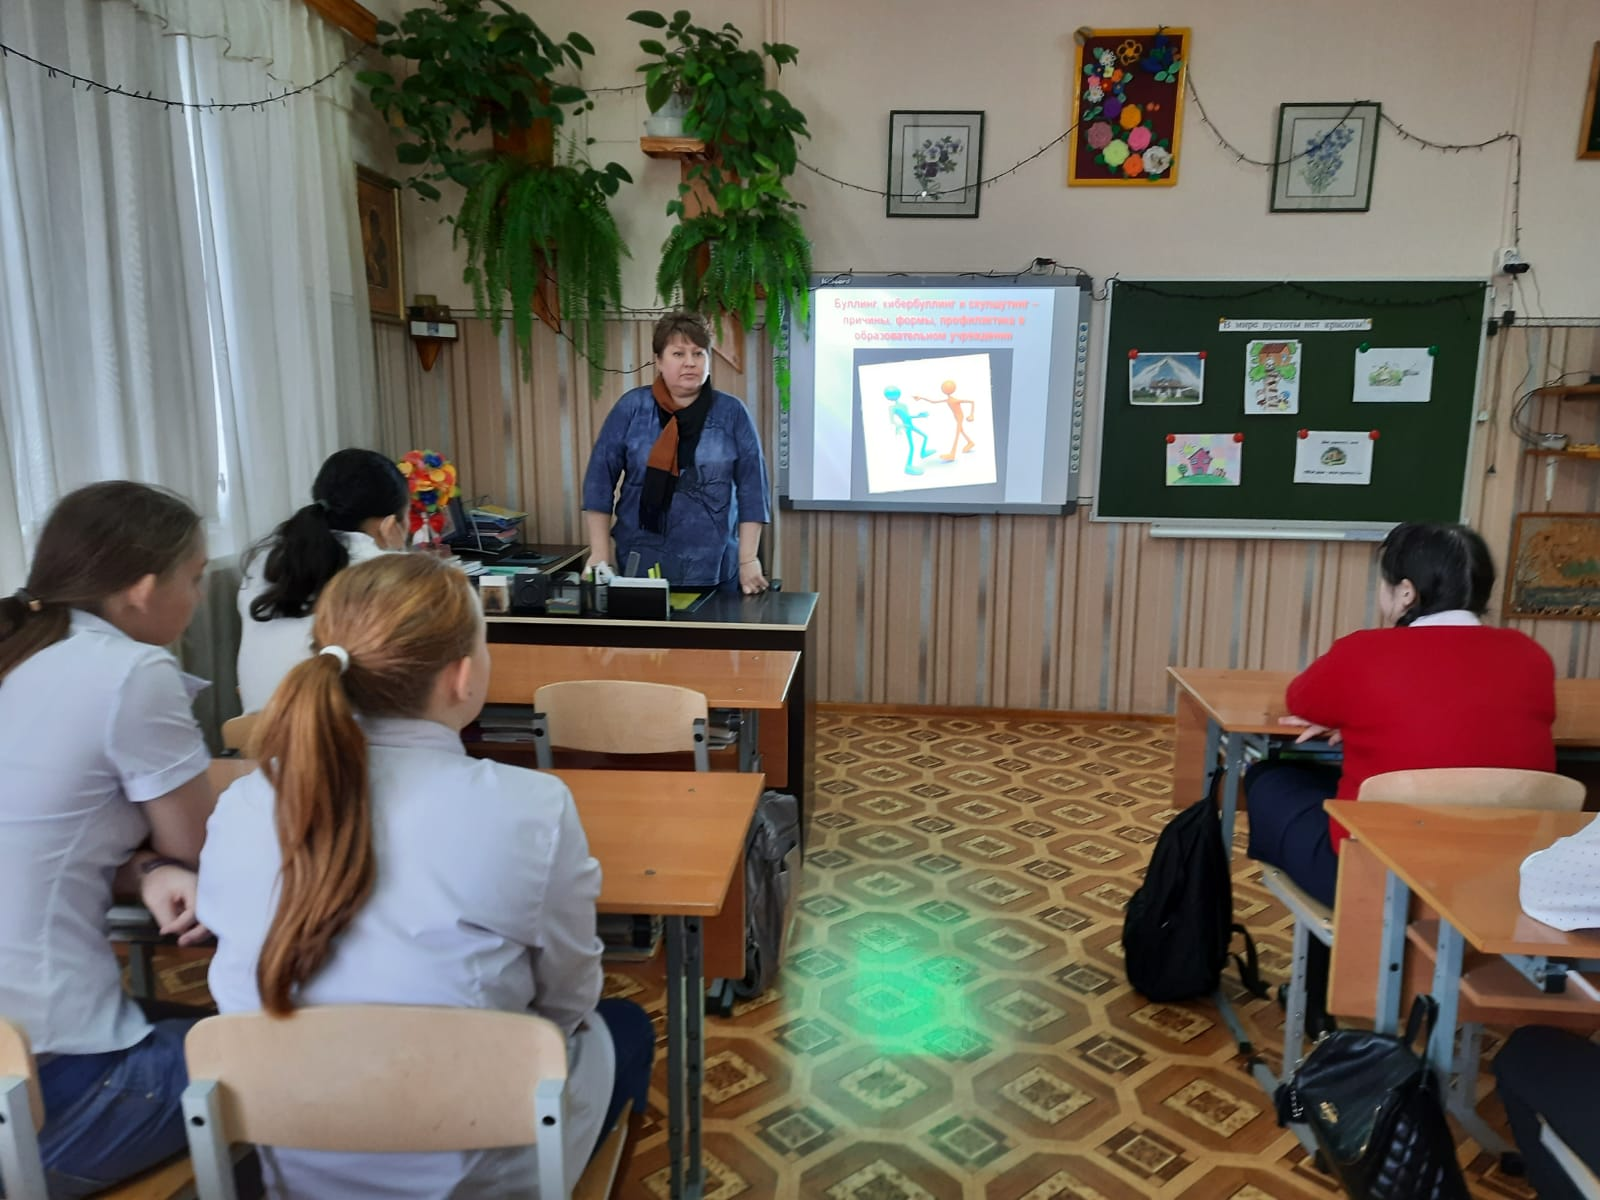 Буллинг, кибербуллинг и скулшутинг –
причины, формы, профилактика в
образовательном учреждении
"В мире пустоты нет красоты"